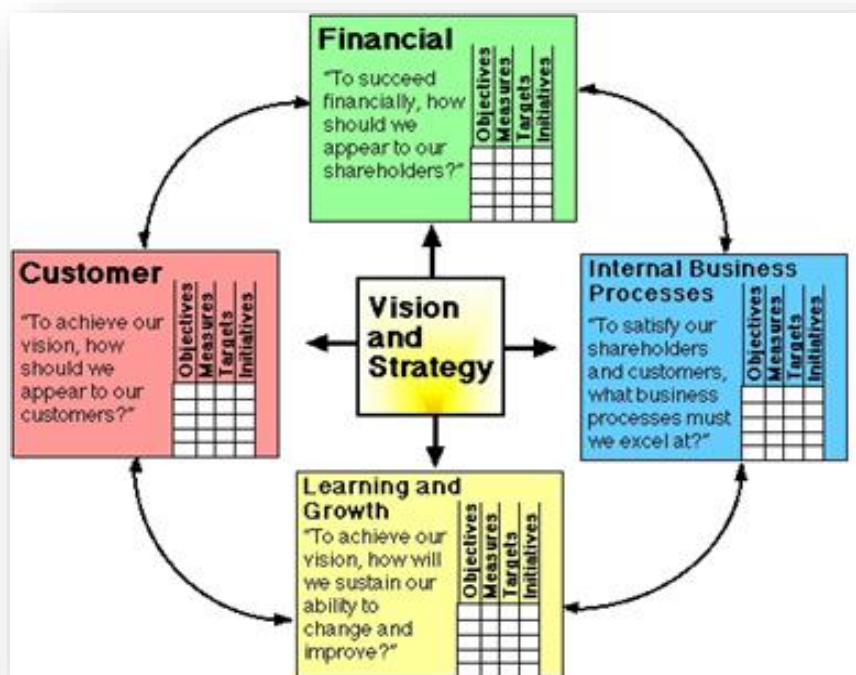 Financial
"To succeed
financially, how
should we
appear to our
shareholders?"
Objectives
Measures
Targets
Initiatives
Customer
"To achieve our
vision, how
should we
appear to our
customers?"
Objectives
Measures
Targets
Initiatives
Vision
and
Strategy
Internal Business
Processes
"To satisfy our
shareholders
and customers,
what business
processes must
we excel at?"
Objectives
Measures
Targets
Initiatives
Learning and
Growth
"To achieve our
vision, how will
we sustain our
ability to
change and
improve?"
Objectives
Measures
Targets
Initiatives